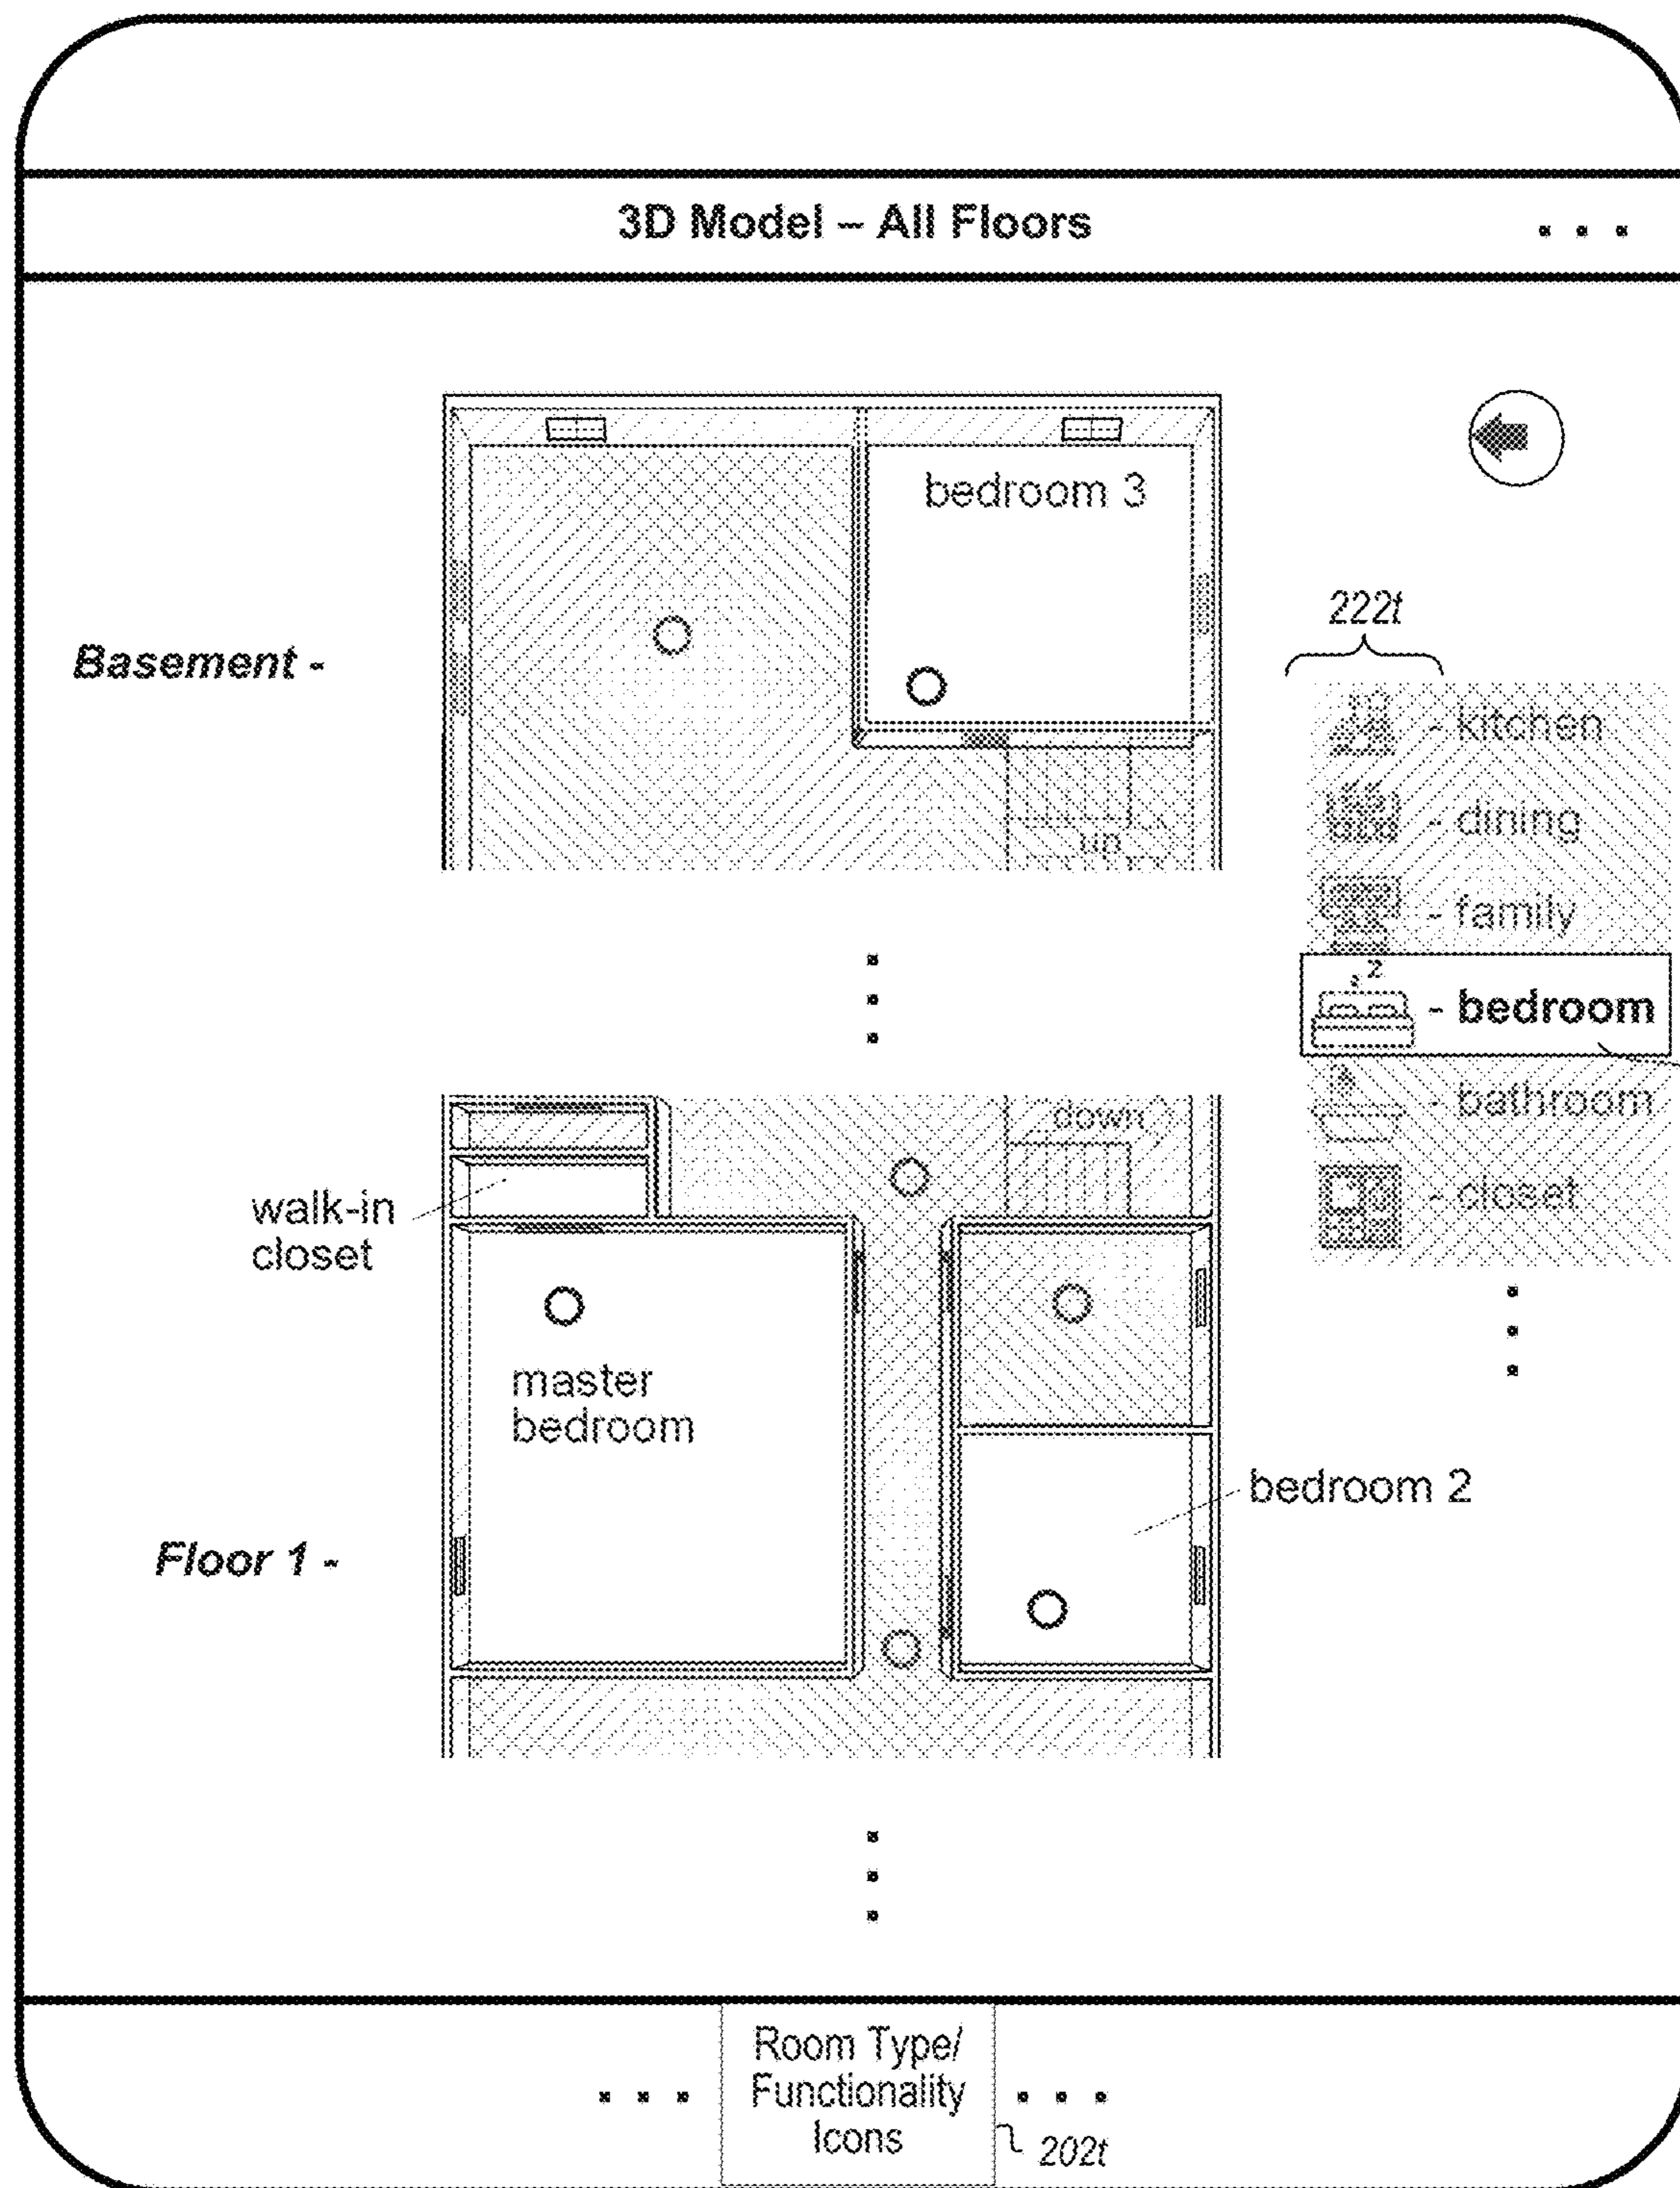 3D Model – All Floors
bedroom 3
222t
Basement -
- kitchen
- dining
up
- family
z z
- bedroom
- bathroom
down
- closet
walk-in
closet
master
bedroom
bedroom 2
Floor 1 -
Room Type/
Functionality
Icons
202t